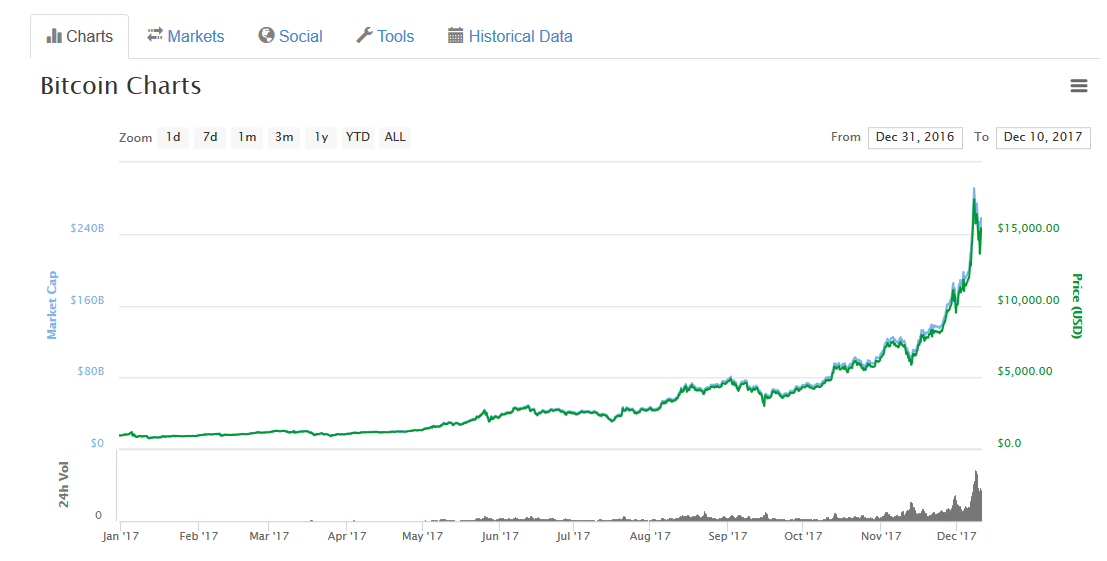 Charts Markets Social Tools Historical Data
Bitcoin Charts
Zoom 1d 7d 1m 3m 1y YTD ALL From Dec 31, 2016 To Dec 10, 2017
$240B $15,000.00
$160B $10,000.00
Market Cap
Price (USD)
$80B $5,000.00
$0 $0.0
24h Vol
0
Jan '17 Feb '17 Mar '17 Apr '17 May '17 Jun '17 Jul '17 Aug '17 Sep '17 Oct '17 Nov '17 Dec '17